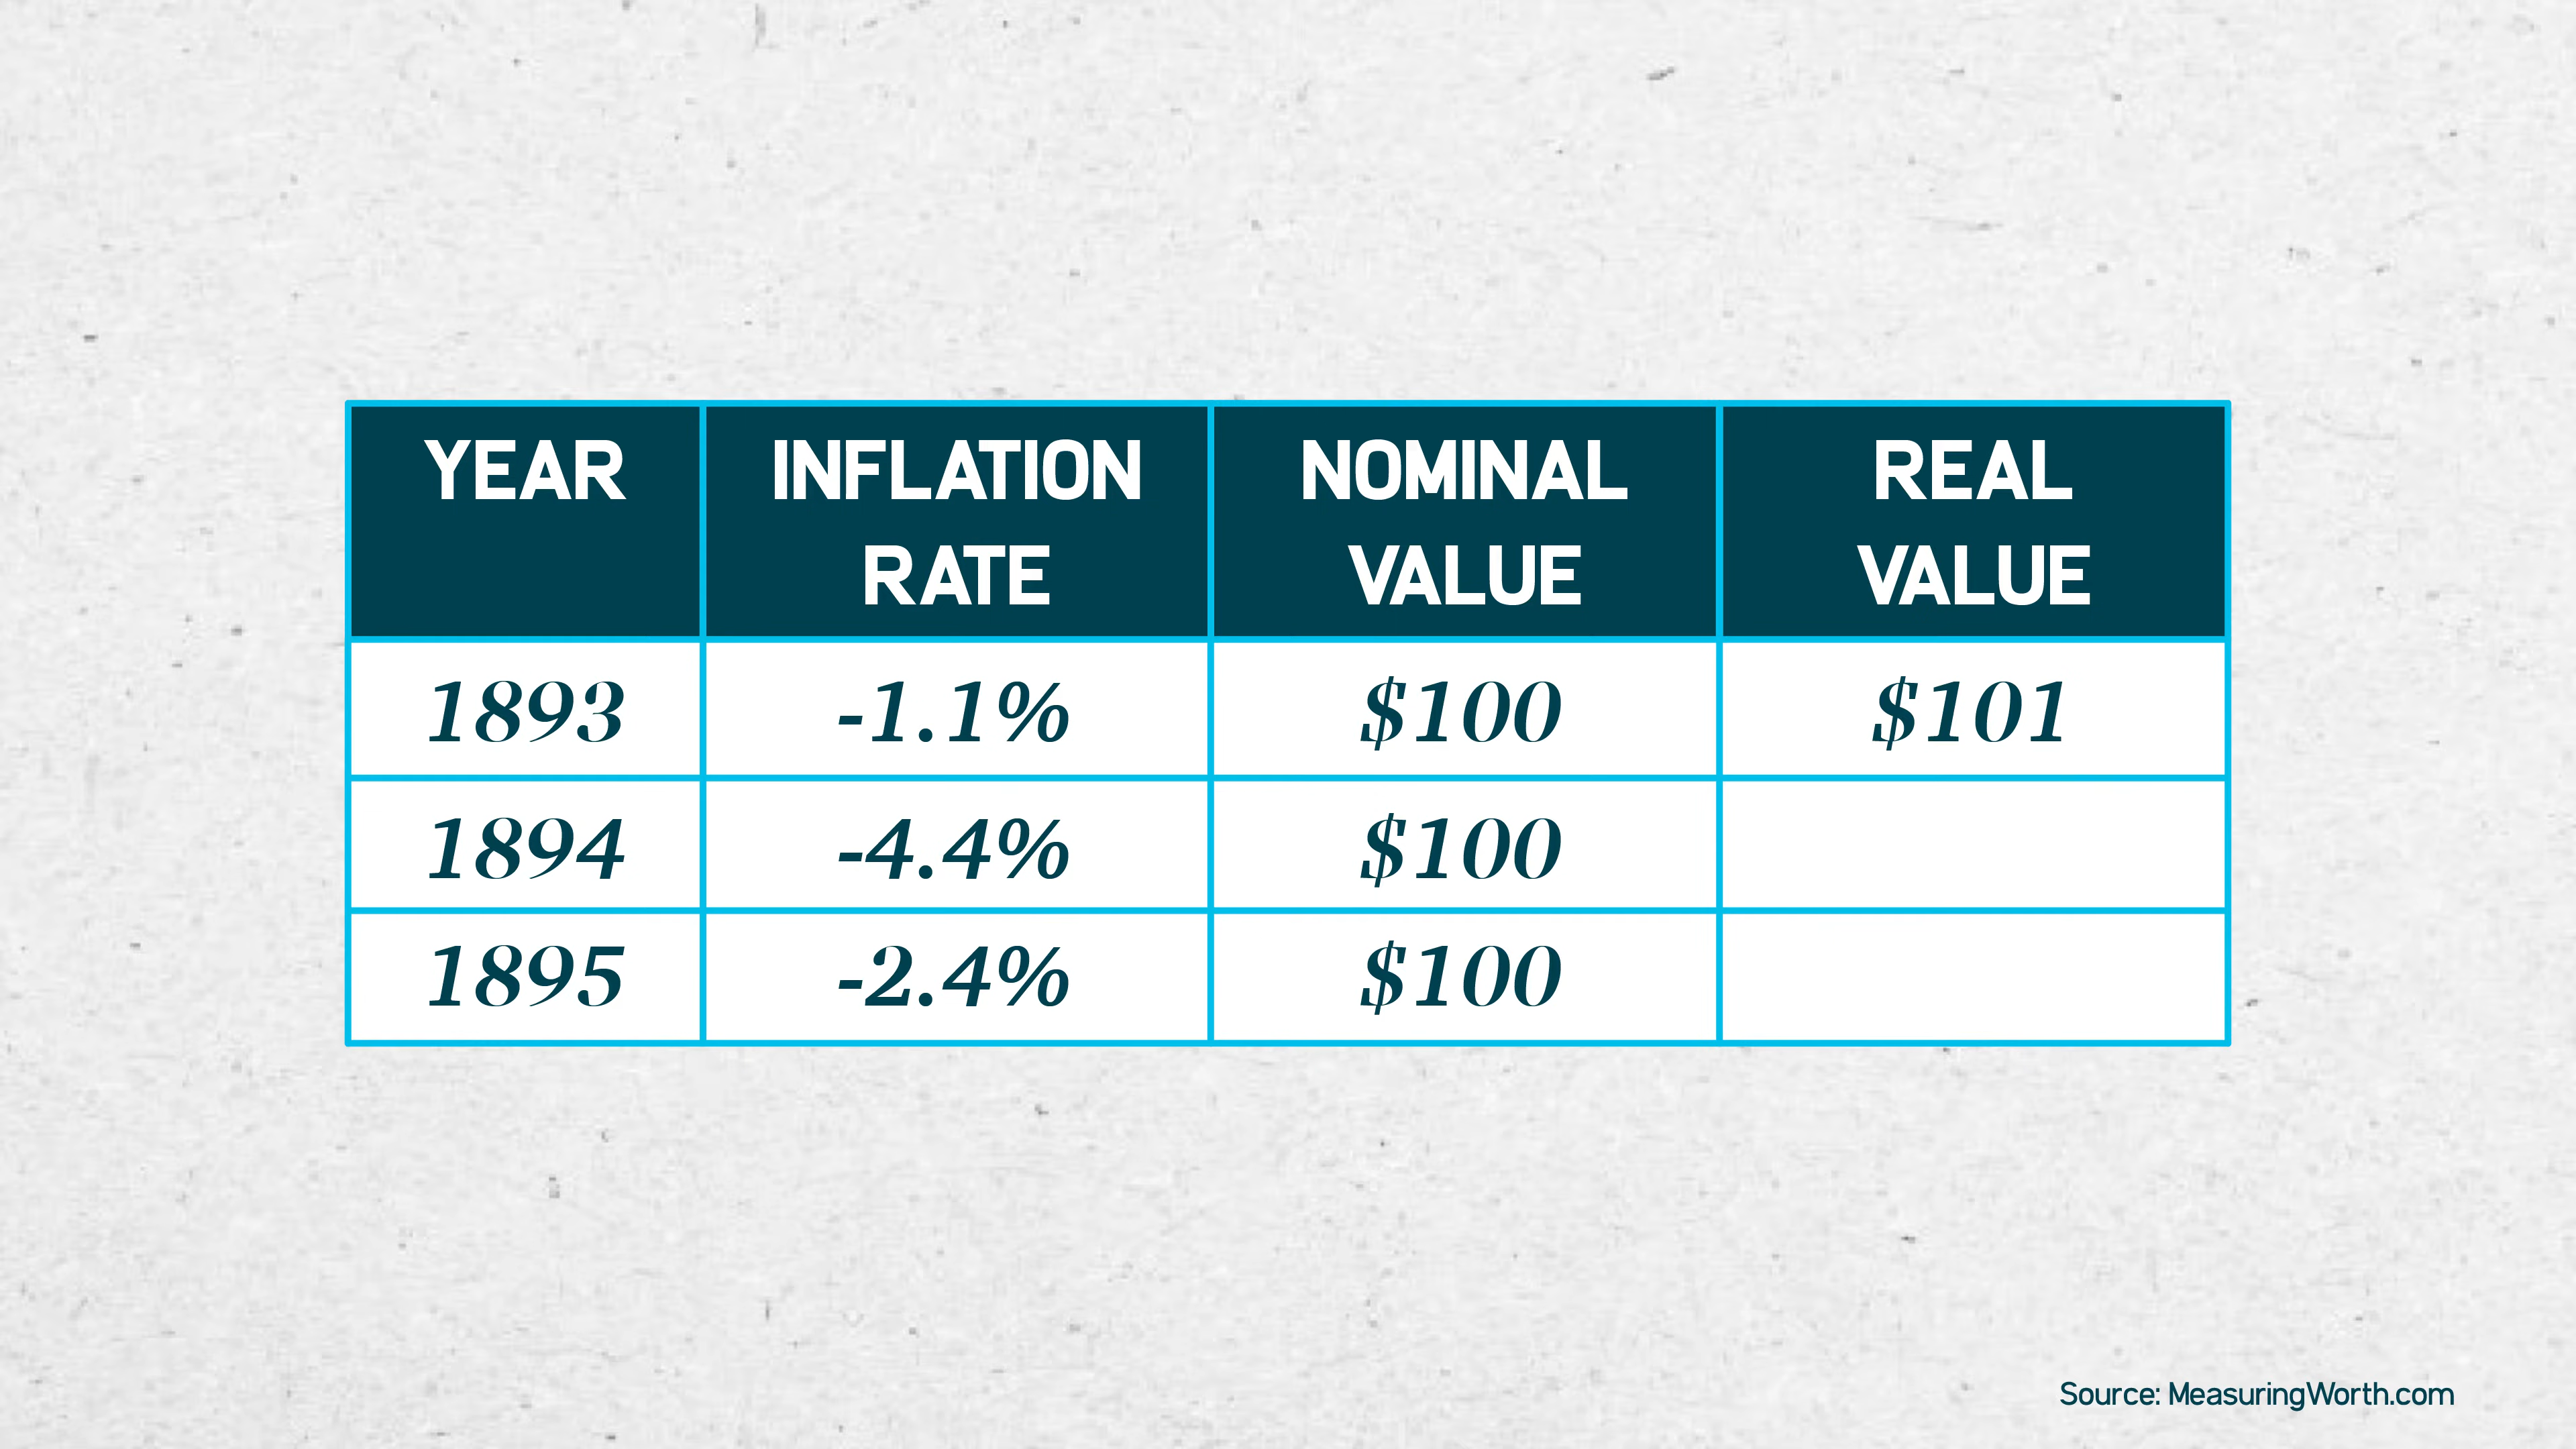 YEAR INFLATION RATE NOMINAL VALUE REAL VALUE
1893 -1.1% $100 $101
1894 -4.4% $100
1895 -2.4% $100
Source: MeasuringWorth.com